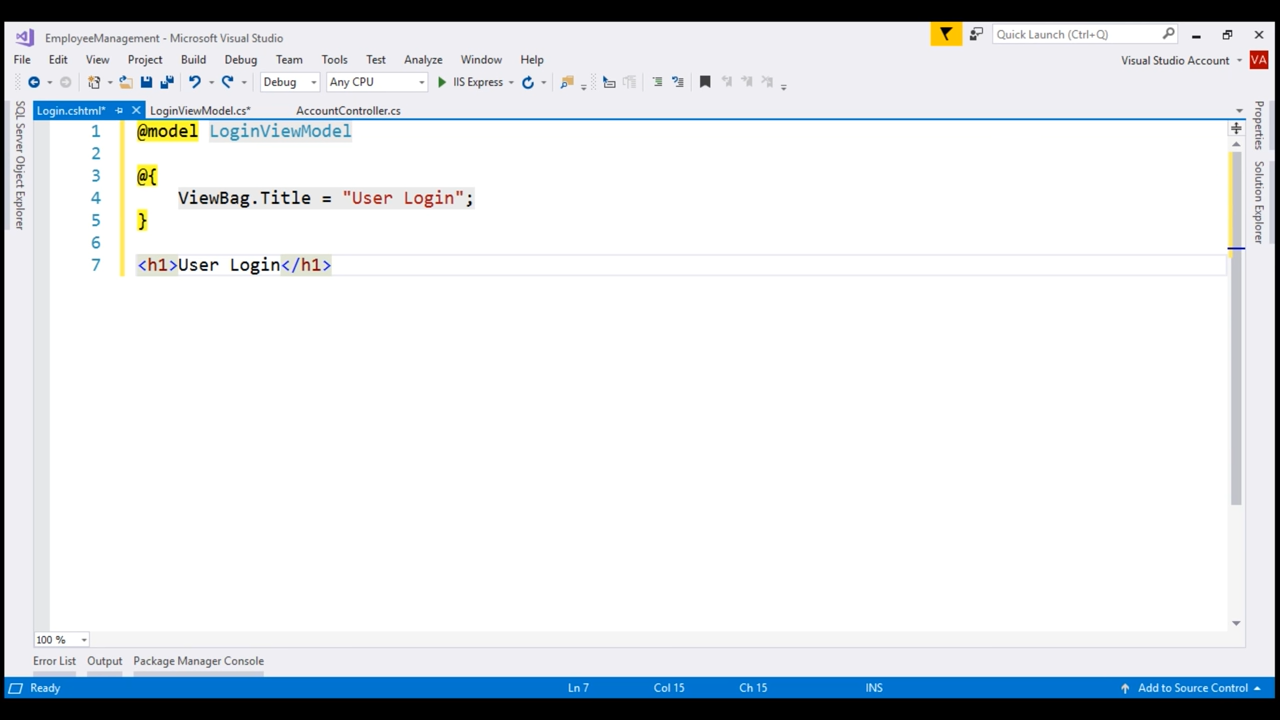 EmployeeManagement - Microsoft Visual Studio
Quick Launch (Ctrl+Q)
File Edit View Project Build Debug Team Tools Test Analyze Window Help
Visual Studio Account VA
Debug Any CPU IIS Express
SQL Server Object Explorer
Login.cshtml* LoginViewModel.cs* AccountController.cs
Properties
Solution Explorer
1 @model LoginViewModel
2
3 @{
4 ViewBag.Title = "User Login";
5 }
6
7 <h1>User Login</h1>
100 %
Error List Output Package Manager Console
Ready Ln 7 Col 15 Ch 15 INS Add to Source Control